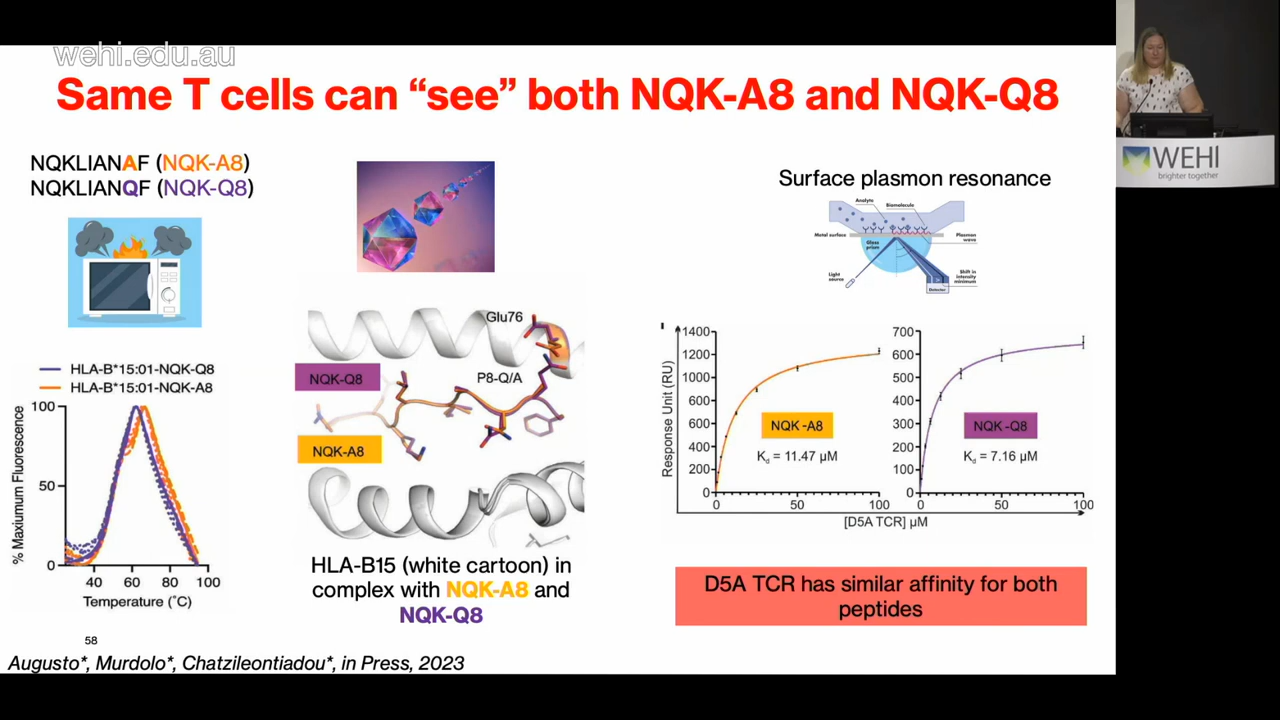 wehi.edu.au
Same T cells can “see” both NQK-A8 and NQK-Q8
NQKLIANAF (NQK-A8)
NQKLIANQF (NQK-Q8)
HLA-B*15:01-NQK-Q8
HLA-B*15:01-NQK-A8
% Maxiumum Fluorescence
100
50
0
40 60 80 100
Temperature (˚C)
Glu76
NQK-Q8
P8-Q/A
NQK-A8
HLA-B15 (white cartoon) in
complex with NQK-A8 and
NQK-Q8
Surface plasmon resonance
Analyte
Biomolecule
Metal surface
Glass
prism
Plasmon
wave
Light
source
Shift in
intensity
minimum
Detector
Response Unit (RU)
1400
1200
1000
800
600
400
200
0
0 50 100
NQK -A8
Kd = 11.47 µM
700
600
500
400
300
200
100
0
0 50 100
NQK -Q8
Kd = 7.16 µM
[D5A TCR] µM
D5A TCR has similar affinity for both
peptides
58
Augusto*, Murdolo*, Chatzileontiadou*, in Press, 2023
WEHI
brighter together